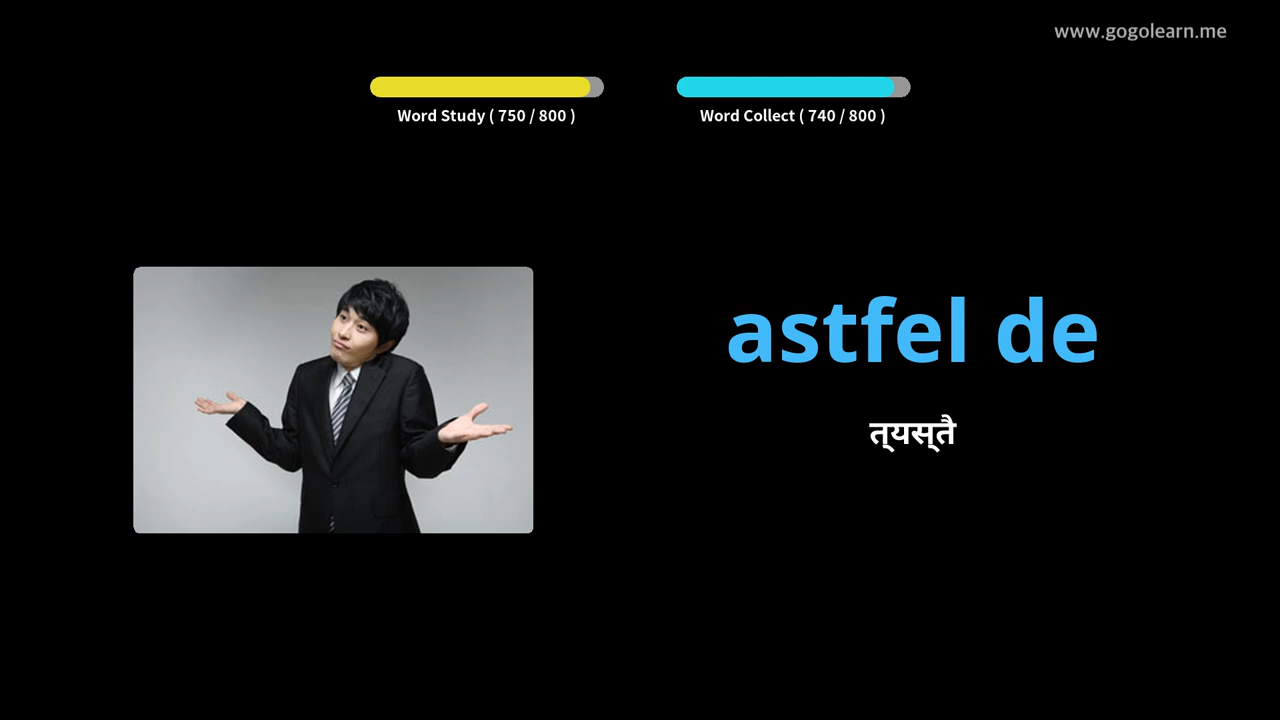 www.gogolearn.me
Word Study ( 750 / 800 )
Word Collect ( 740 / 800 )
astfel de
त्यस्तै